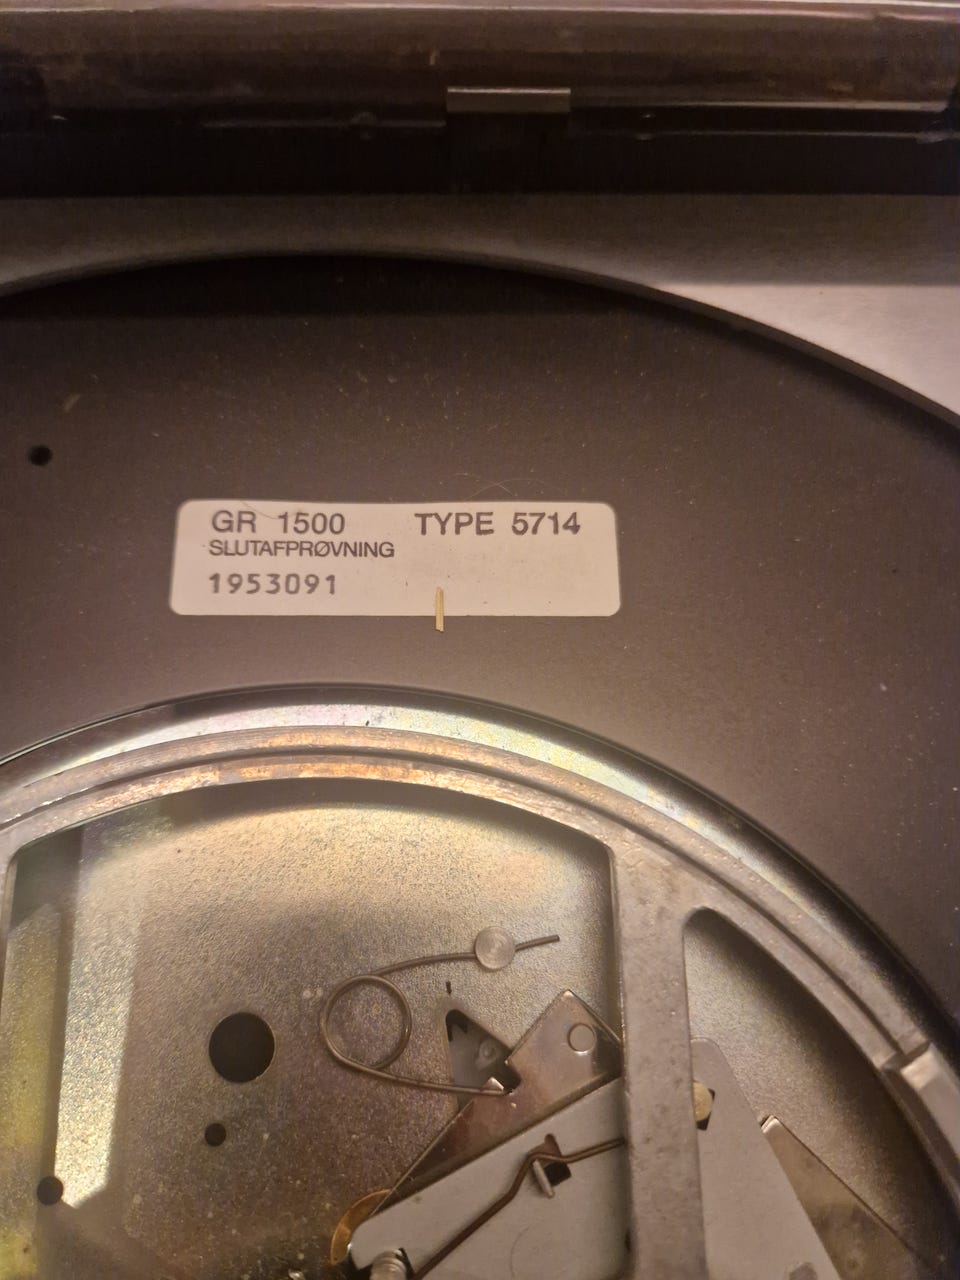 GR 1500 TYPE 5714
SLUTAFPRØVNING
1953091